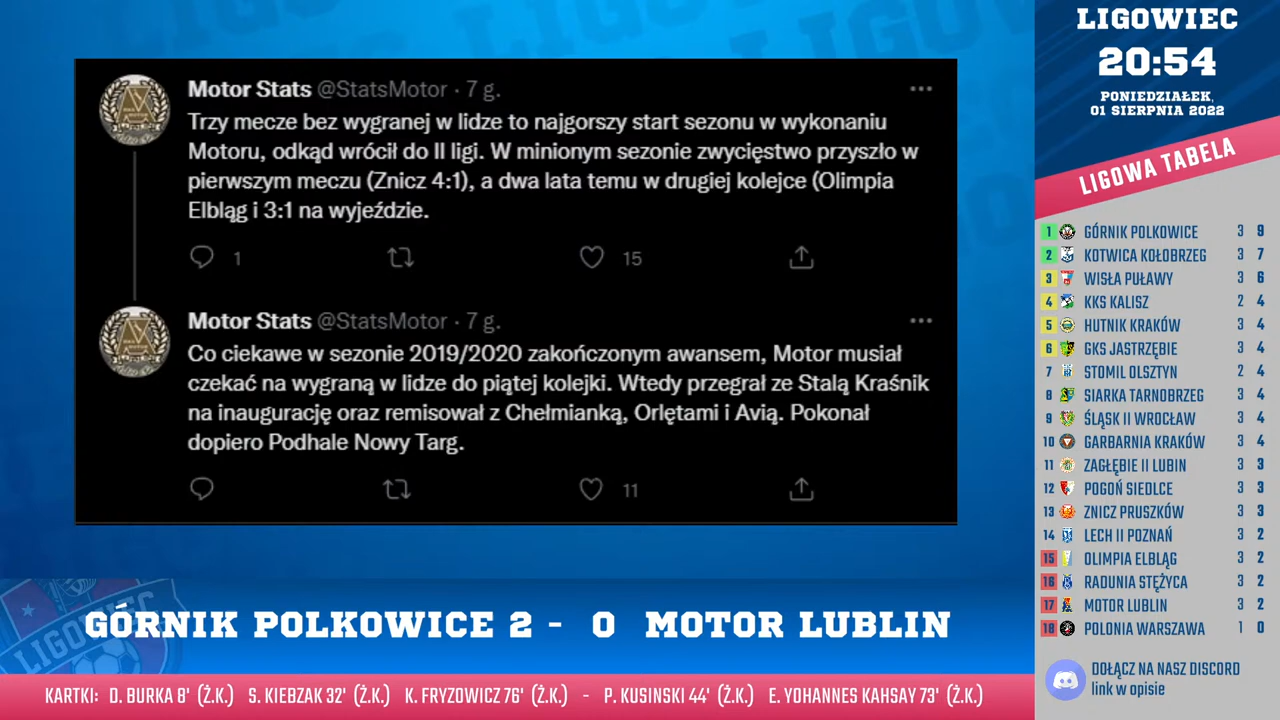 Motor Stats @StatsMotor · 7 g.
Trzy mecze bez wygranej w lidze to najgorszy start sezonu w wykonaniu
Motoru, odkąd wrócił do II ligi. W minionym sezonie zwycięstwo przyszło w
pierwszym meczu (Znicz 4:1), a dwa lata temu w drugiej kolejce (Olimpia
Elbląg i 3:1 na wyjeździe.
1 15
Motor Stats @StatsMotor · 7 g.
Co ciekawe w sezonie 2019/2020 zakończonym awansem, Motor musiał
czekać na wygraną w lidze do piątej kolejki. Wtedy przegrał ze Stalą Kraśnik
na inaugurację oraz remisował z Chełmianką, Orlętami i Avią. Pokonał
dopiero Podhale Nowy Targ.
11
GÓRNIK POLKOWICE 2 - 0 MOTOR LUBLIN
KARTKI: D. BURKA 8' (Ż.K.) S. KIEBZAK 32' (Ż.K.) K. FRYZOWICZ 76' (Ż.K.) - P. KUSINSKI 44' (Ż.K.) E. YOHANNES KAHSAY 73' (Ż.K.)
LIGOWIEC
20:54
PONIEDZIAŁEK,
01 SIERPNIA 2022
LIGOWA TABELA
1 GÓRNIK POLKOWICE 3 9
2 KOTWICA KOŁOBRZEG 3 7
3 WISŁA PUŁAWY 3 6
4 KKS KALISZ 2 4
5 HUTNIK KRAKÓW 3 4
6 GKS JASTRZĘBIE 3 4
7 STOMIL OLSZTYN 2 4
8 SIARKA TARNOBRZEG 3 4
9 ŚLĄSK II WROCŁAW 3 4
10 GARBARNIA KRAKÓW 3 4
11 ZAGŁĘBIE II LUBIN 3 3
12 POGOŃ SIEDLCE 3 3
13 ZNICZ PRUSZKÓW 3 3
14 LECH II POZNAŃ 3 2
15 OLIMPIA ELBLĄG 3 2
16 RADUNIA STĘŻYCA 3 2
17 MOTOR LUBLIN 3 2
18 POLONIA WARSZAWA 1 0
DOŁĄCZ NA NASZ DISCORD
link w opisie
LIGOWIEC